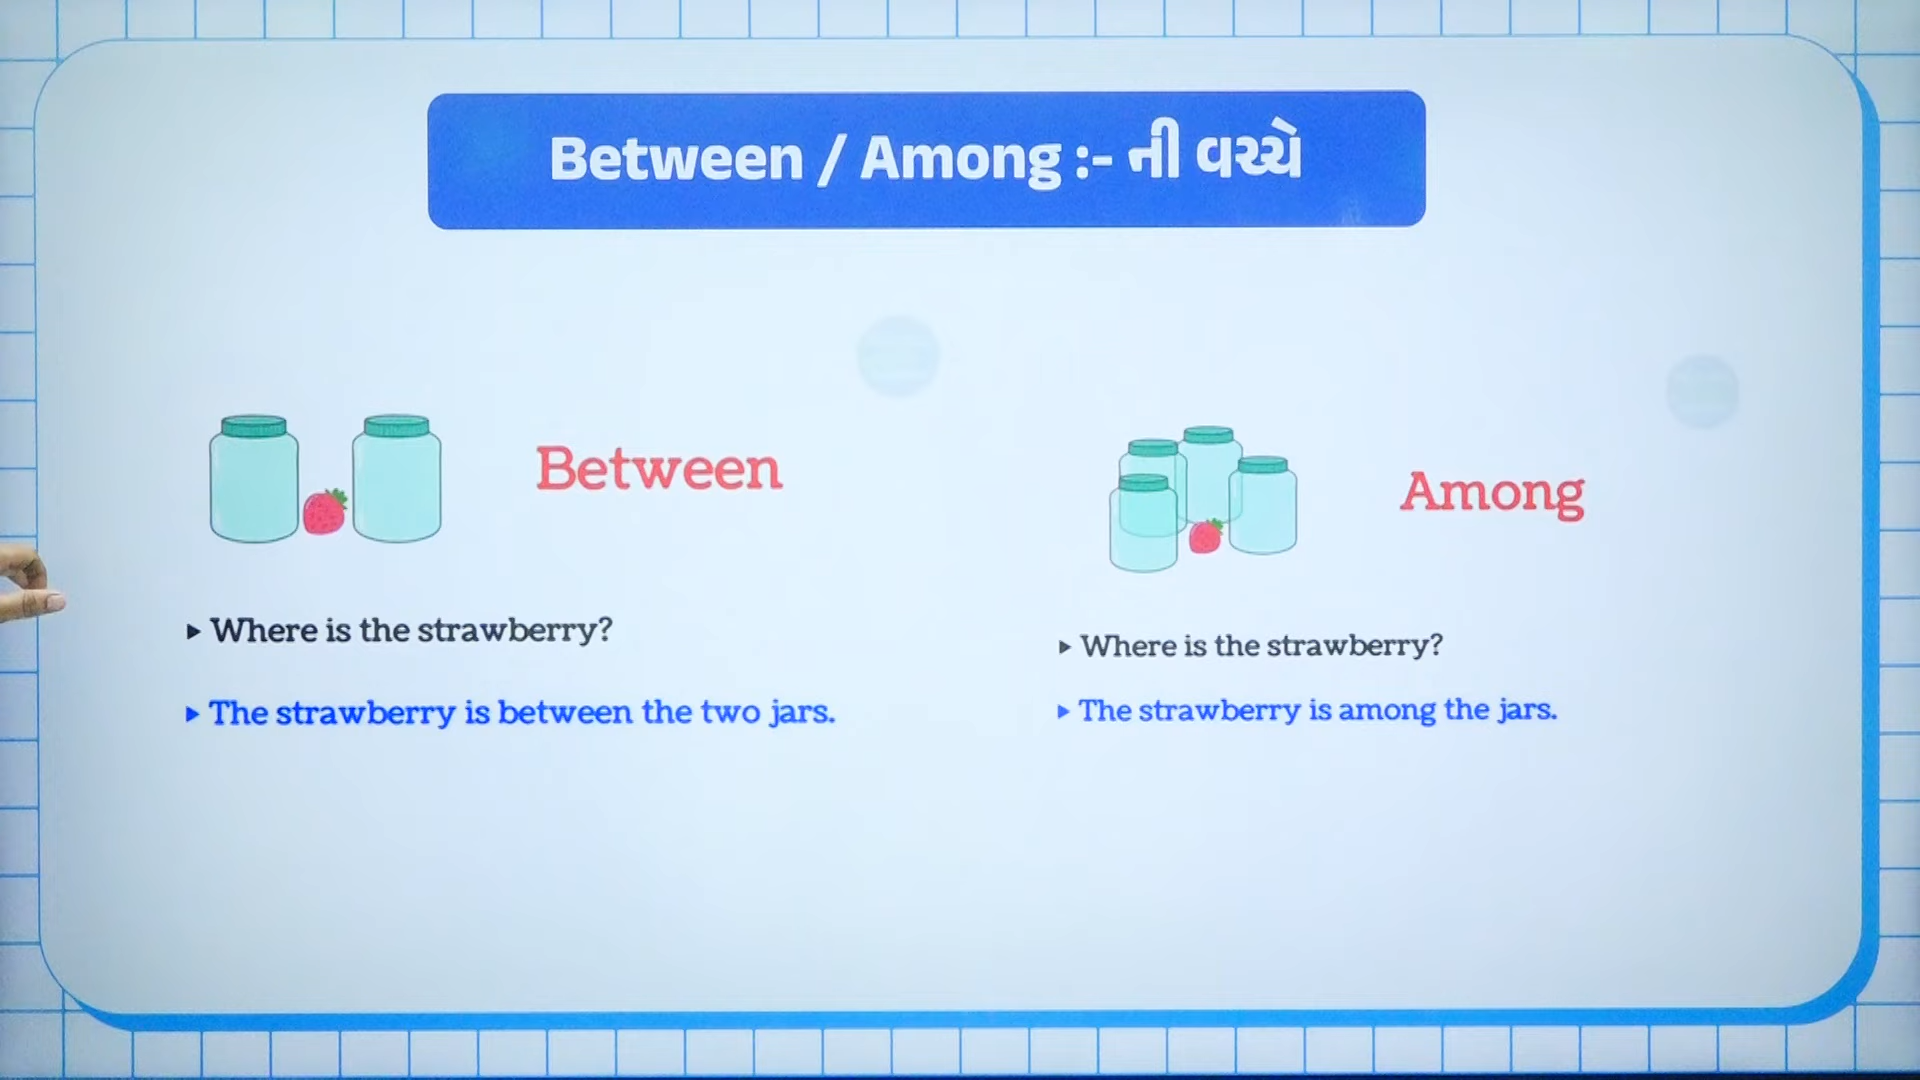 Between / Among :- ની વચ્ચે
Between
Among
▸ Where is the strawberry?
▸ The strawberry is between the two jars.
▸ Where is the strawberry?
▸ The strawberry is among the jars.